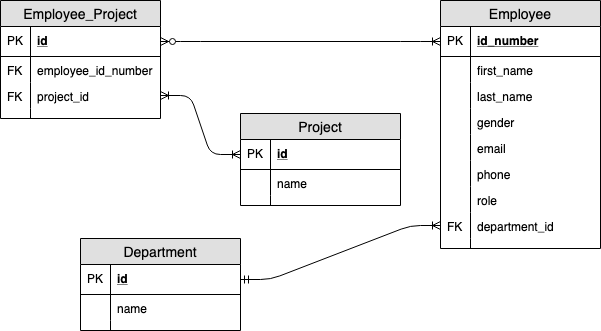 Employee_Project
PK id
FK employee_id_number
FK project_id
Employee
PK id_number
first_name
last_name
gender
email
phone
role
FK department_id
Project
PK id
name
Department
PK id
name